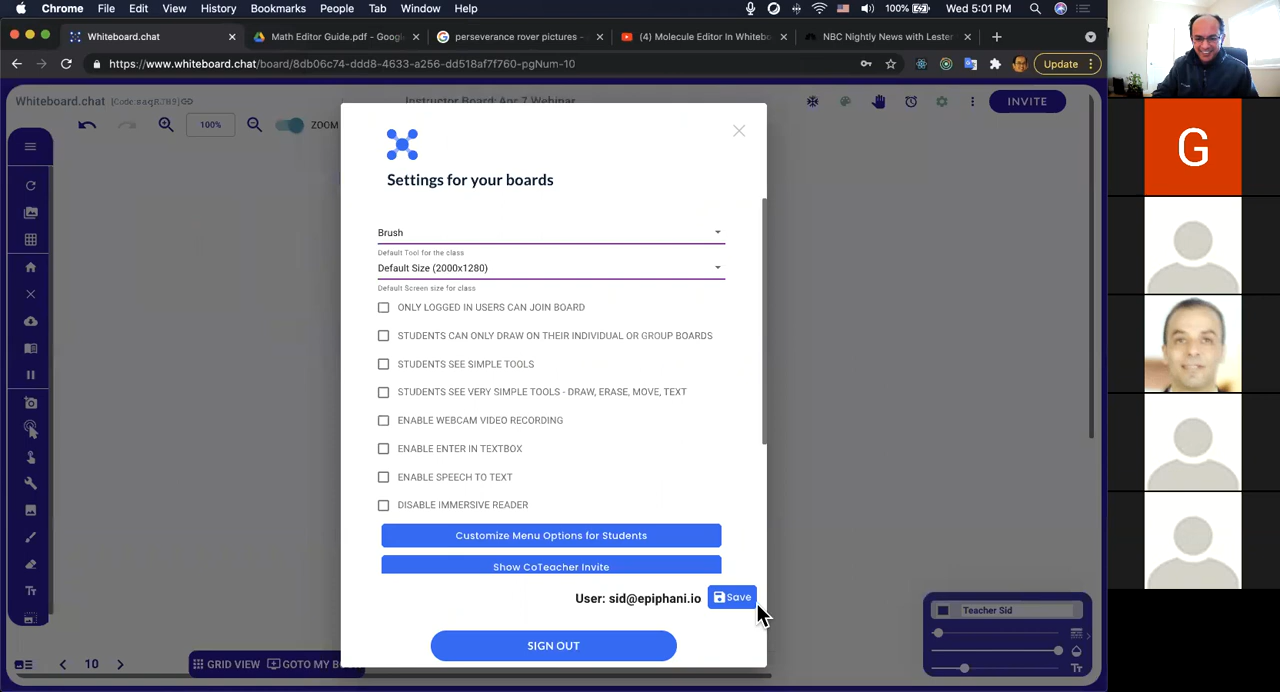 Chrome File Edit View History Bookmarks People Tab Window Help 100% Wed 5:01 PM
Whiteboard.chat Math Editor Guide.pdf - Google perseverance rover pictures - (4) Molecule Editor In Whitebo NBC Nightly News with Lester
https://www.whiteboard.chat/board/8db06c74-ddd8-4633-a256-dd518af7f760-pgNum-10 Update
Whiteboard.chat Instructor Board: Apr 7 Webinar INVITE
100% ZOOM
Settings for your boards
Brush
Default Tool for the class
Default Size (2000x1280)
Default Screen size for class
ONLY LOGGED IN USERS CAN JOIN BOARD
STUDENTS CAN ONLY DRAW ON THEIR INDIVIDUAL OR GROUP BOARDS
STUDENTS SEE SIMPLE TOOLS
STUDENTS SEE VERY SIMPLE TOOLS - DRAW, ERASE, MOVE, TEXT
ENABLE WEBCAM VIDEO RECORDING
ENABLE ENTER IN TEXTBOX
ENABLE SPEECH TO TEXT
DISABLE IMMERSIVE READER
Customize Menu Options for Students
Show CoTeacher Invite
User: sid@epiphani.io Save
SIGN OUT
10 GRID VIEW GOTO MY
Teacher Sid
Tт
Tт
G